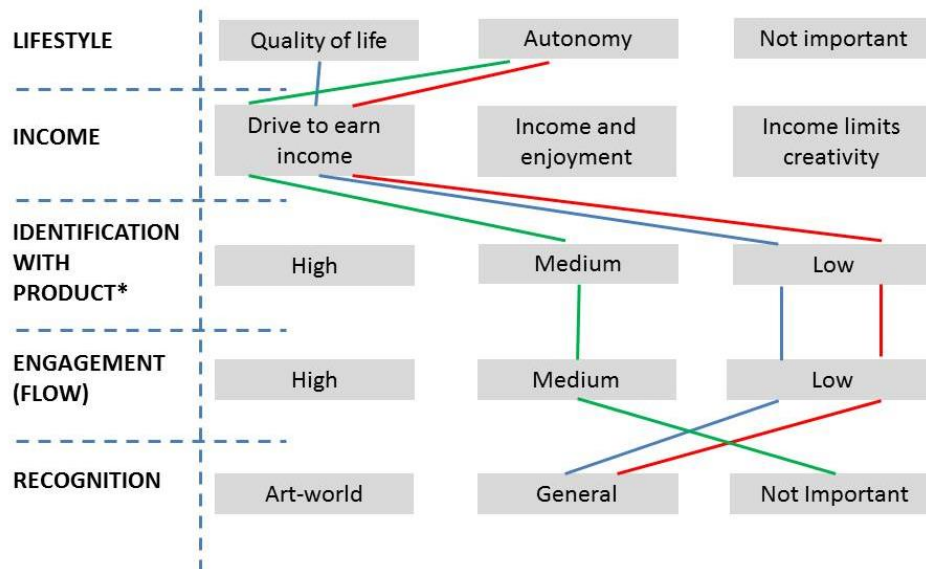 LIFESTYLE
Quality of life
Autonomy
Not important
INCOME
Drive to earn
income
Income and
enjoyment
Income limits
creativity
IDENTIFICATION
WITH
PRODUCT*
High
Medium
Low
ENGAGEMENT
(FLOW)
High
Medium
Low
RECOGNITION
Art-world
General
Not Important